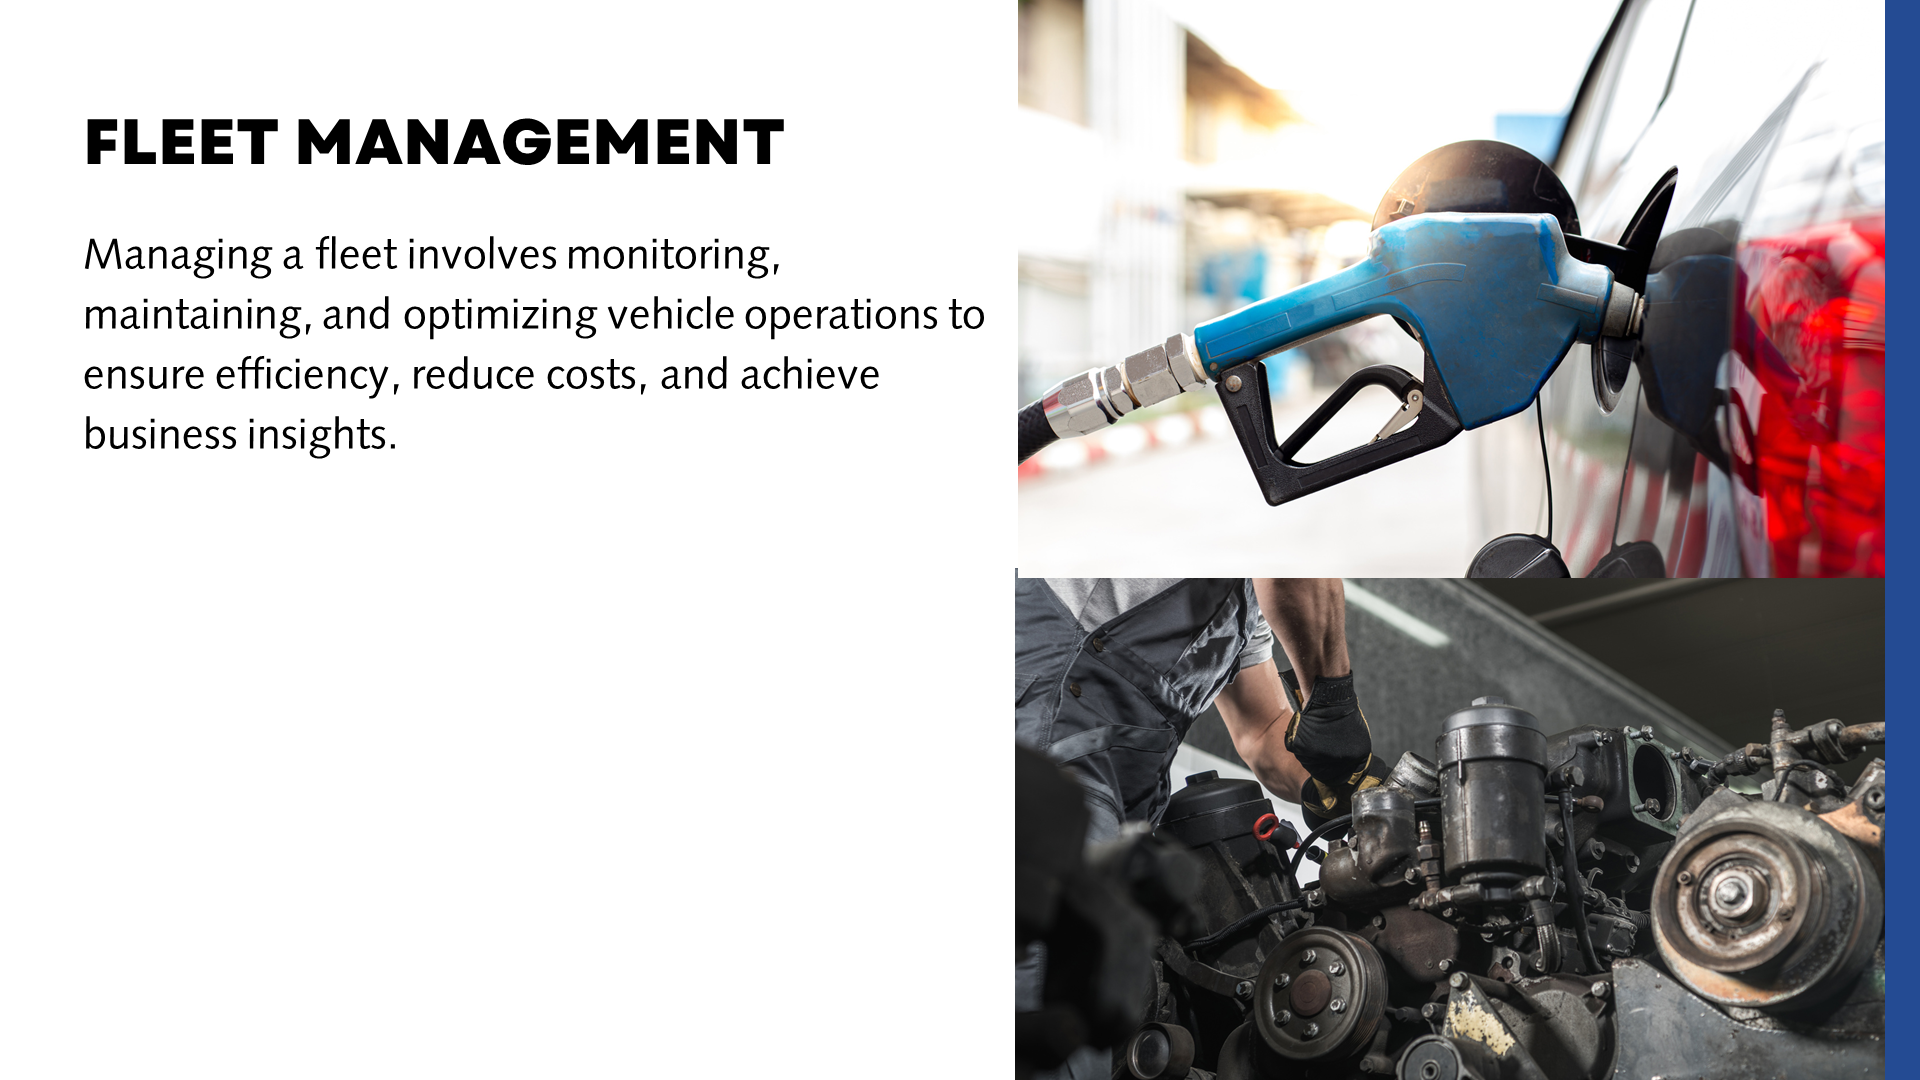 FLEET MANAGEMENT
Managing a fleet involves monitoring,
maintaining, and optimizing vehicle operations to
ensure efficiency, reduce costs, and achieve
business insights.